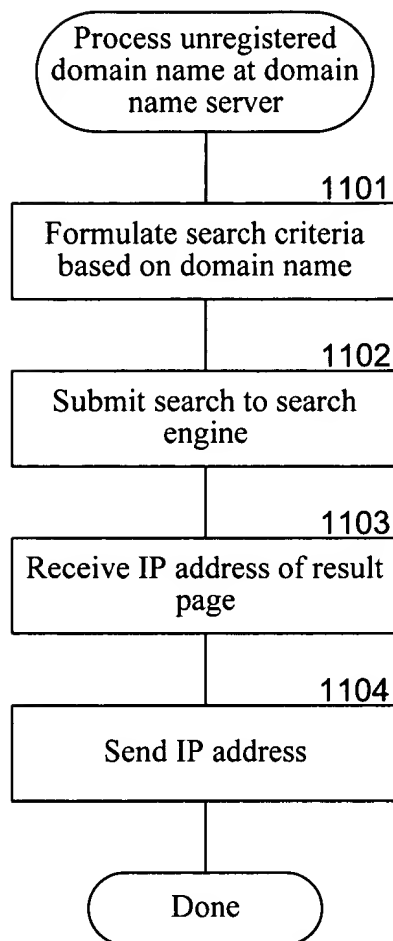 Process unregistered
domain name at domain
name server
1101
Formulate search criteria
based on domain name
1102
Submit search to search
engine
1103
Receive IP address of result
page
1104
Send IP address
Done